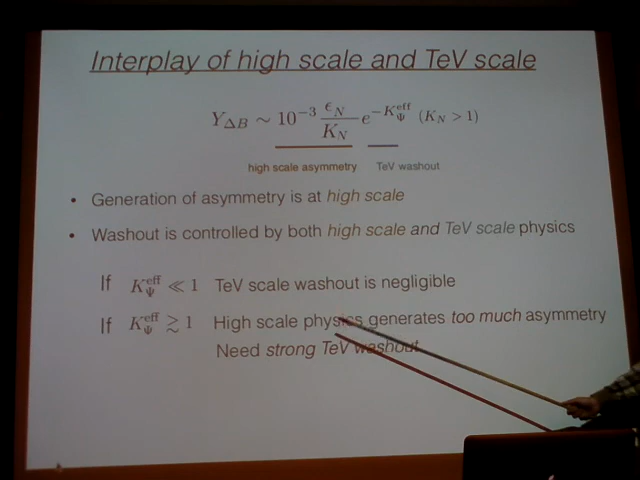 Interplay of high scale and TeV scale
Y_{ΔB} ∼ 10^{-3} \frac{ϵ_N}{K_N} e^{-K_Ψ^{eff}} (K_N > 1)
high scale asymmetry TeV washout
• Generation of asymmetry is at high scale
• Washout is controlled by both high scale and TeV scale physics
If K_Ψ^{eff} ≪ 1 TeV scale washout is negligible
If K_Ψ^{eff} ≳ 1 High scale physics generates too much asymmetry
Need strong TeV washout